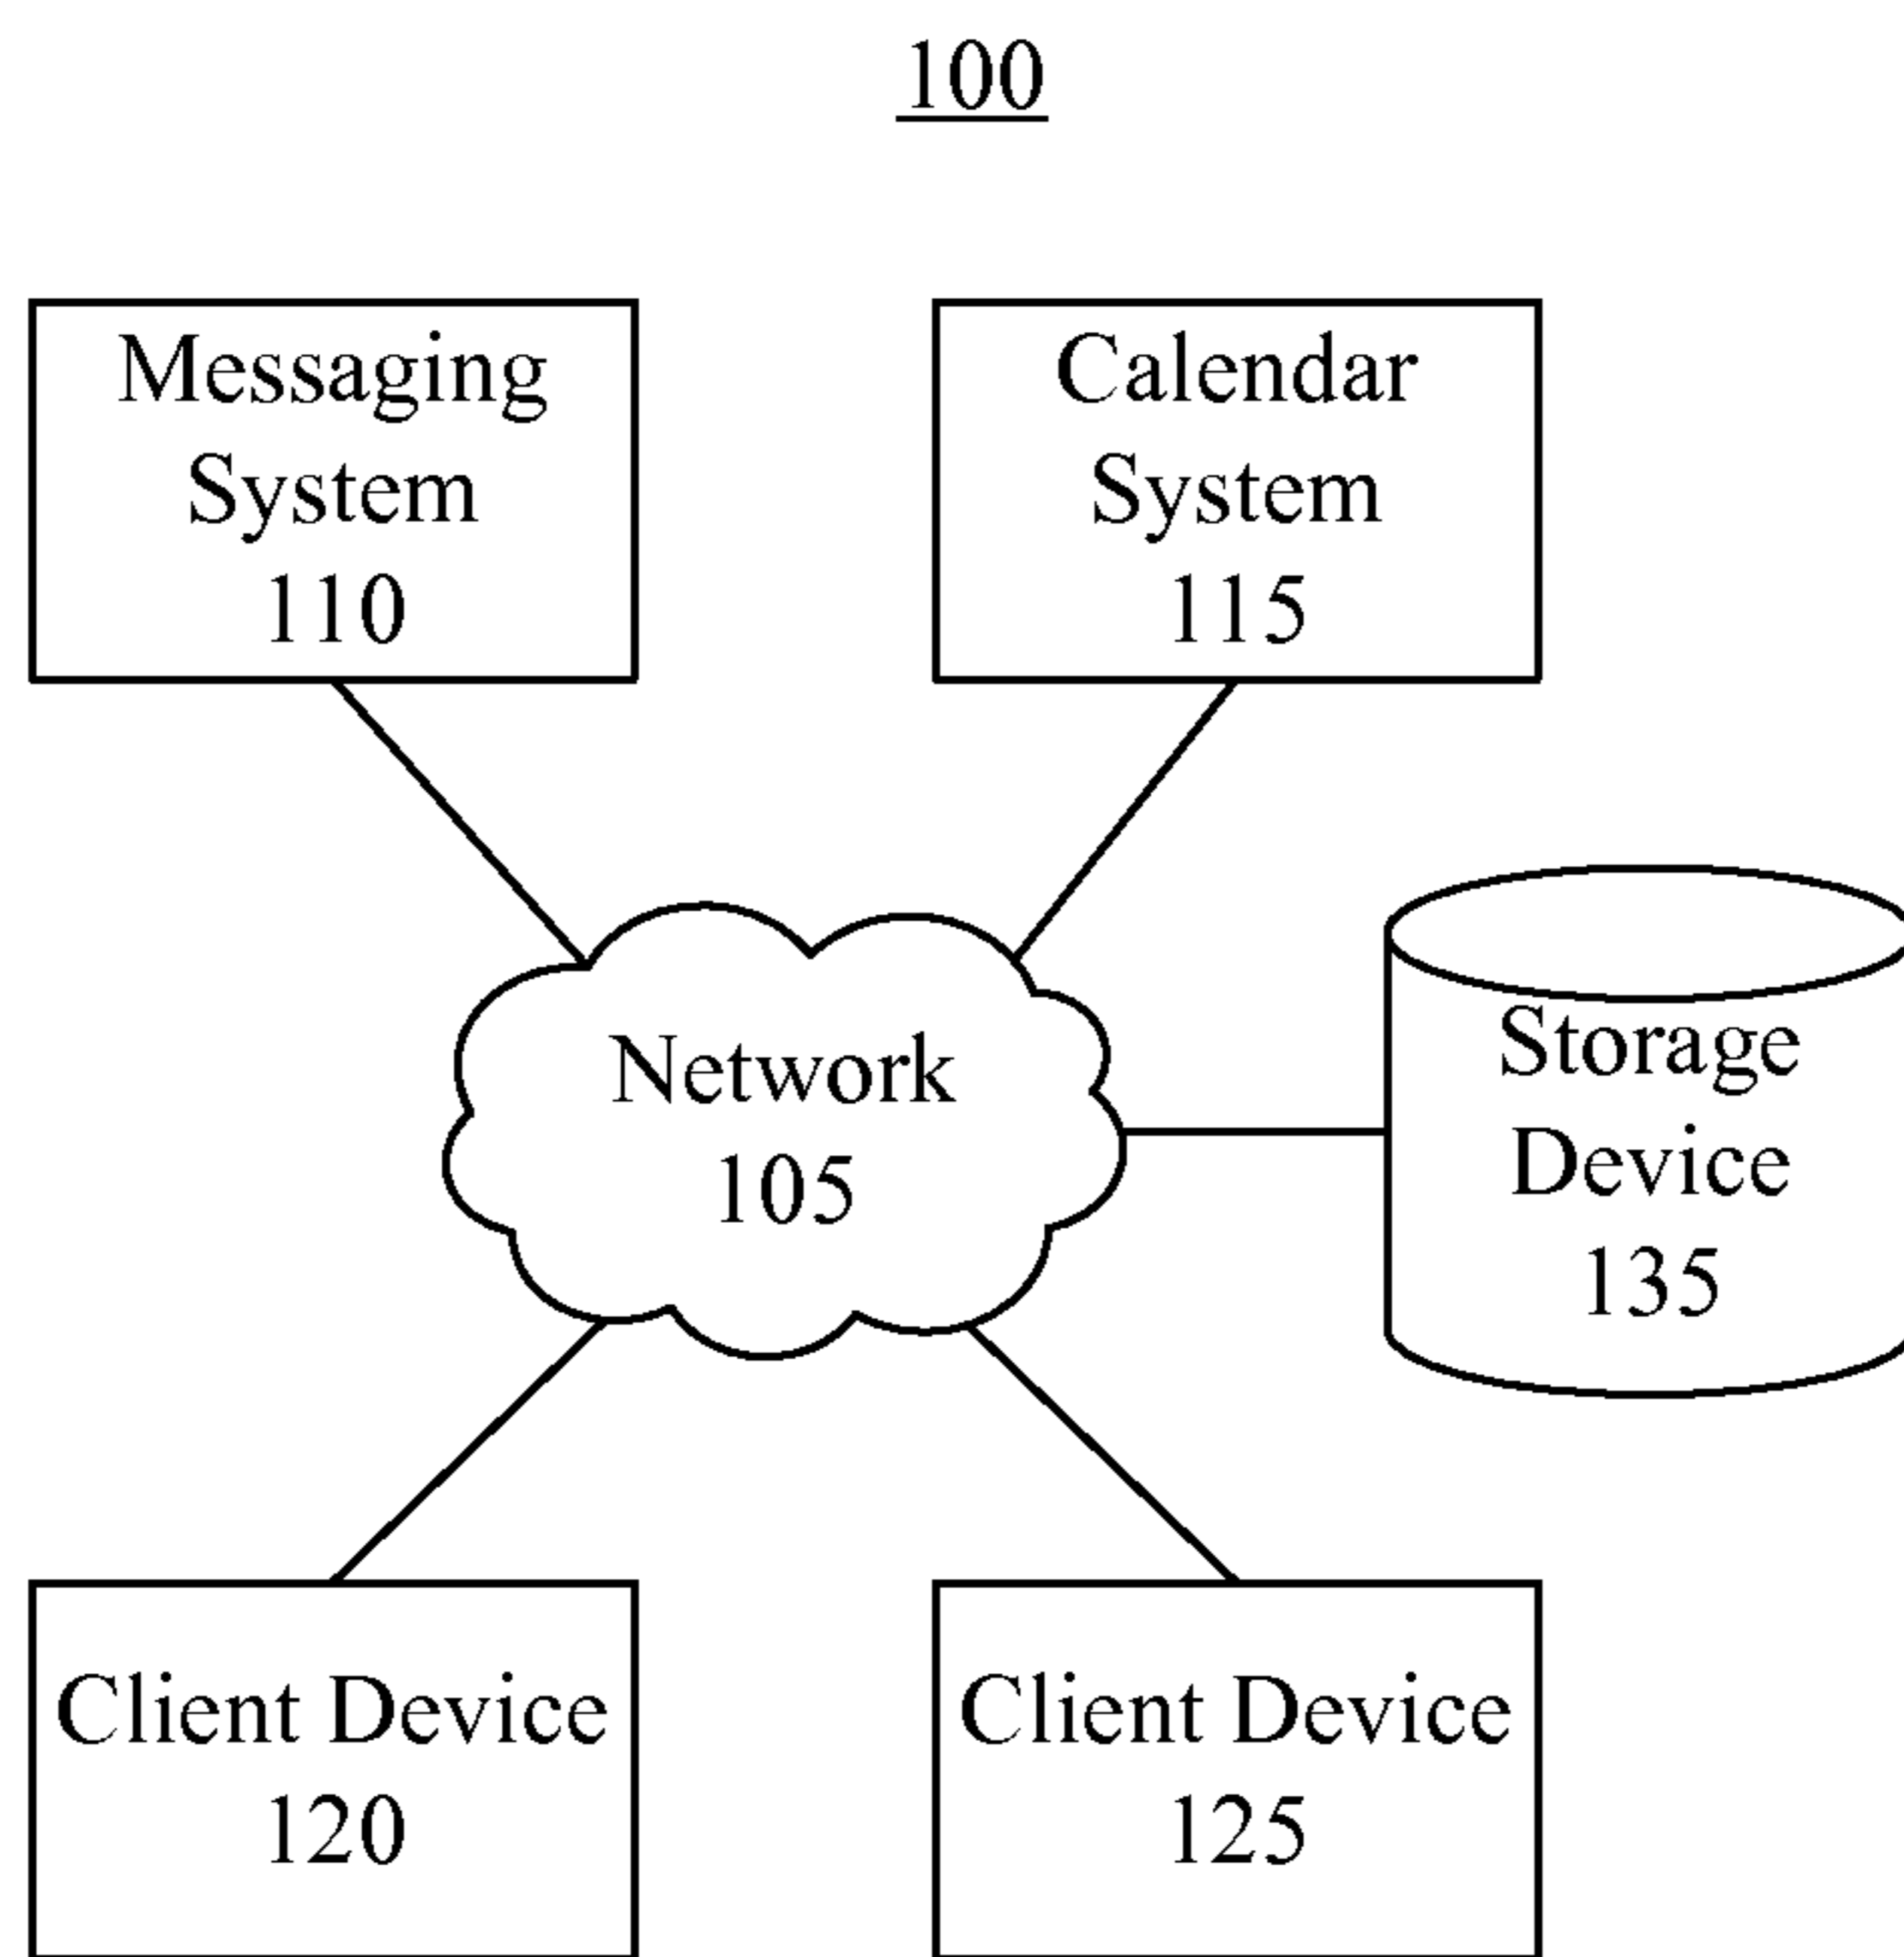 100
Messaging
System
110
Calendar
System
115
Network
105
Storage
Device
135
Client Device
120
Client Device
125